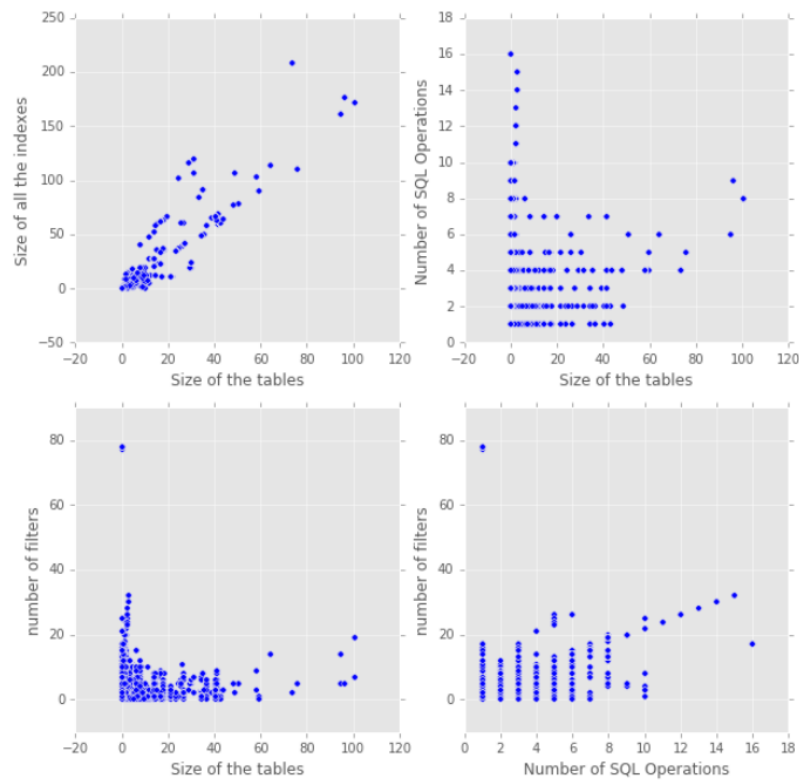 250
200
150
100
50
0
−50
Size of all the indexes
−20 0 20 40 60 80 100 120
Size of the tables
18
16
14
12
10
8
6
4
2
0
Number of SQL Operations
−20 0 20 40 60 80 100 120
Size of the tables
80
60
40
20
0
number of filters
−20 0 20 40 60 80 100 120
Size of the tables
80
60
40
20
0
number of filters
0 2 4 6 8 10 12 14 16 18
Number of SQL Operations